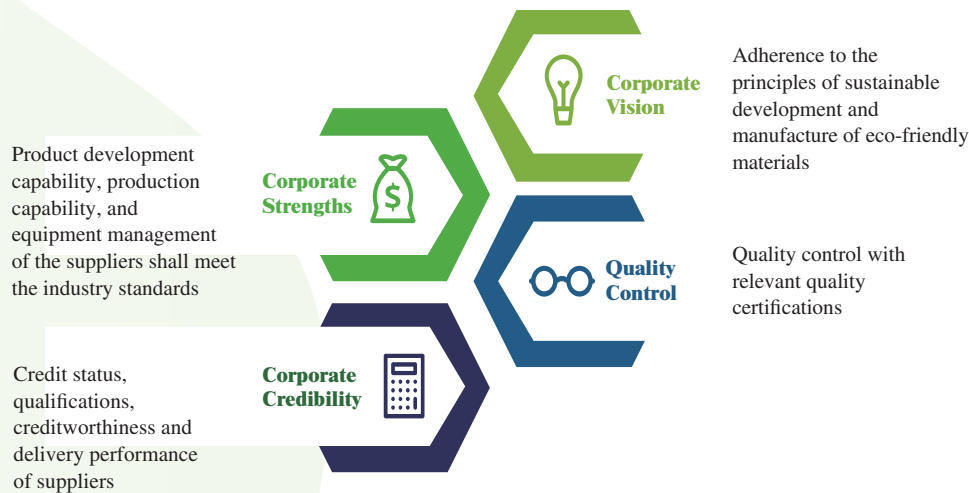 Corporate
Vision
Adherence to the
principles of sustainable
development and
manufacture of eco-friendly
materials
Product development
capability, production
capability, and
equipment management
of the suppliers shall meet
the industry standards
Corporate
Strengths
$
Quality
Control
Quality control with
relevant quality
certifications
Corporate
Credibility
Credit status,
qualifications,
creditworthiness and
delivery performance
of suppliers